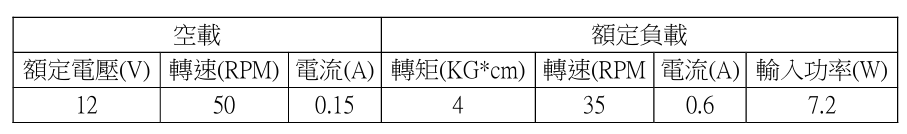 空載 額定負載
額定電壓(V) 轉速(RPM) 電流(A) 轉矩(KG*cm) 轉速(RPM 電流(A) 輸入功率(W)
12 50 0.15 4 35 0.6 7.2